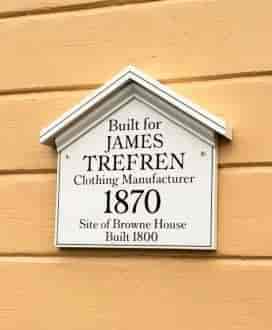 Built for
JAMES
TREFREN
Clothing Manufacturer
1870
Site of Browne House
Built 1800